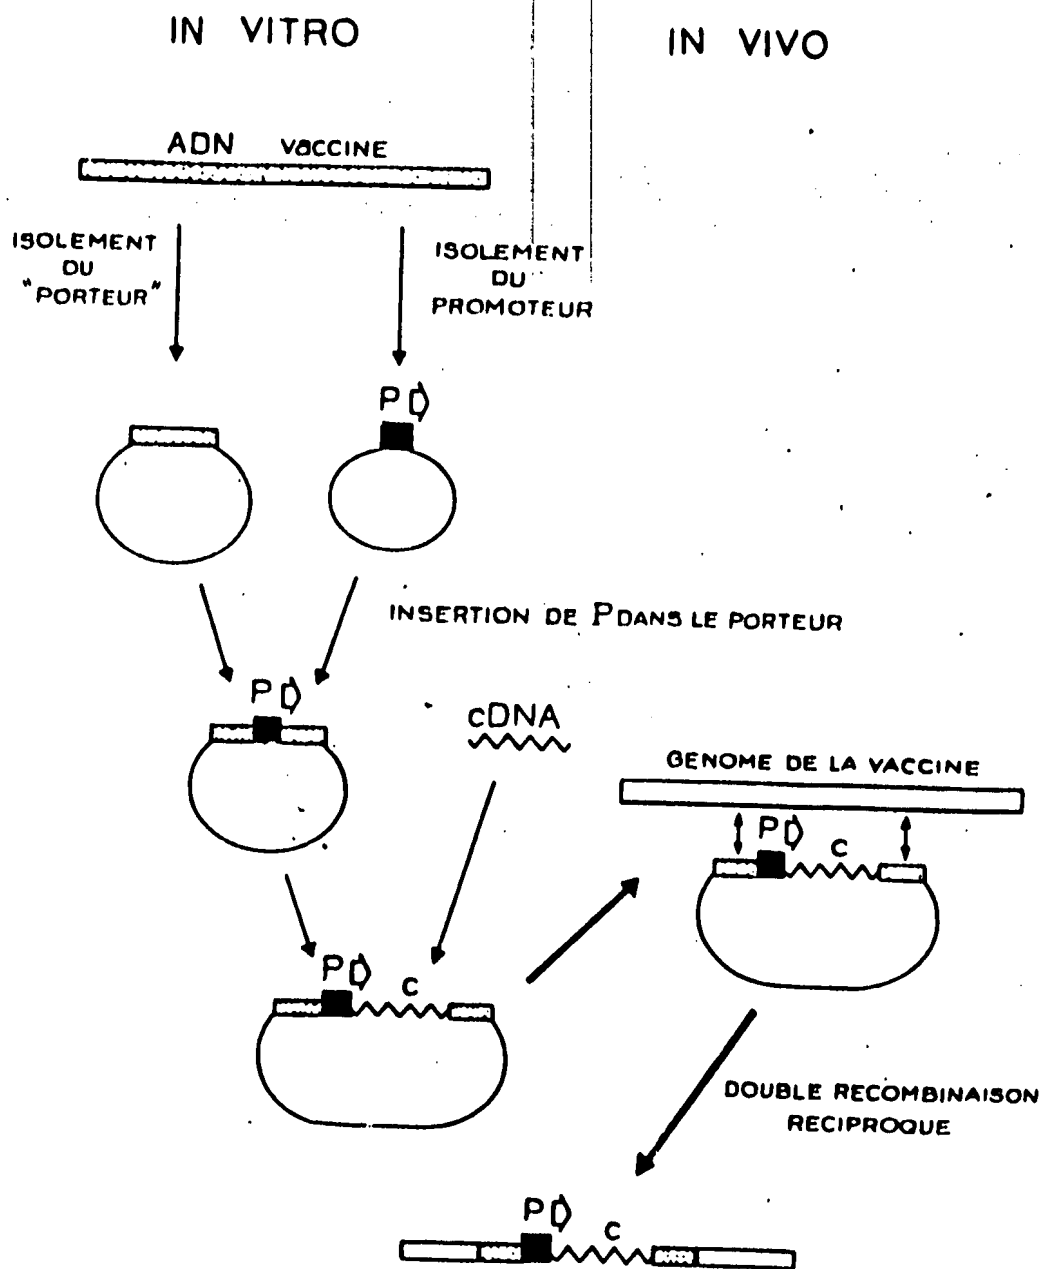 IN VITRO
IN VIVO
ADN VACCINE
ISOLEMENT
DU
"PORTEUR"
ISOLEMENT
DU
PROMOTEUR
P
INSERTION DE P DANS LE PORTEUR
P
cDNA
GENOME DE LA VACCINE
P
C
P
C
DOUBLE RECOMBINAISON
RECIPROQUE
P
C